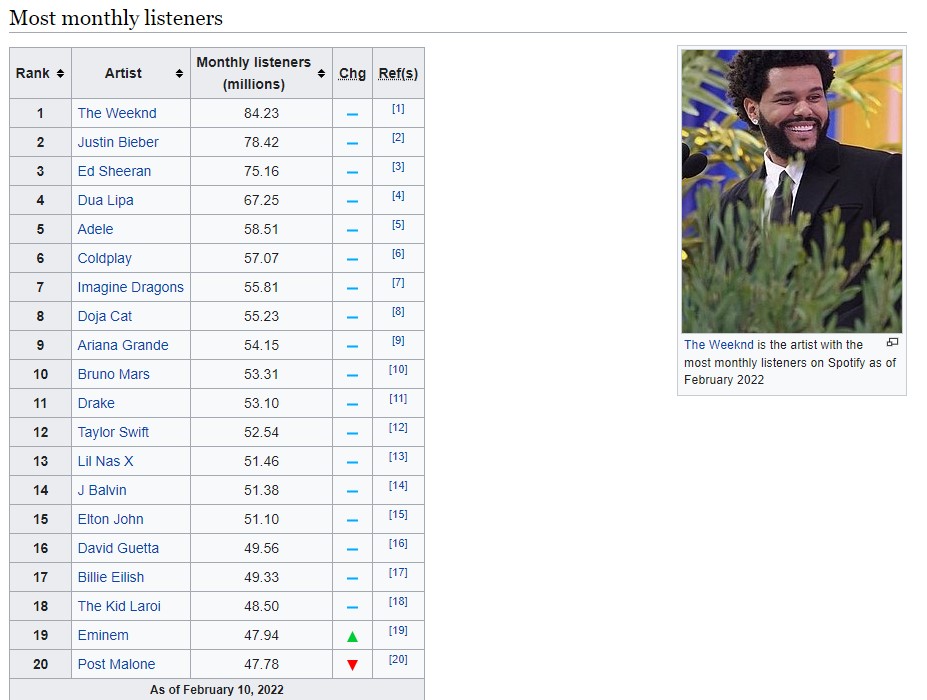 Most monthly listeners
Rank Artist Monthly listeners (millions) Chg Ref(s)
1 The Weeknd 84.23 [1]
2 Justin Bieber 78.42 [2]
3 Ed Sheeran 75.16 [3]
4 Dua Lipa 67.25 [4]
5 Adele 58.51 [5]
6 Coldplay 57.07 [6]
7 Imagine Dragons 55.81 [7]
8 Doja Cat 55.23 [8]
9 Ariana Grande 54.15 [9]
10 Bruno Mars 53.31 [10]
11 Drake 53.10 [11]
12 Taylor Swift 52.54 [12]
13 Lil Nas X 51.46 [13]
14 J Balvin 51.38 [14]
15 Elton John 51.10 [15]
16 David Guetta 49.56 [16]
17 Billie Eilish 49.33 [17]
18 The Kid Laroi 48.50 [18]
19 Eminem 47.94 ▲ [19]
20 Post Malone 47.78 ▼ [20]
As of February 10, 2022
The Weeknd is the artist with the
most monthly listeners on Spotify as of
February 2022